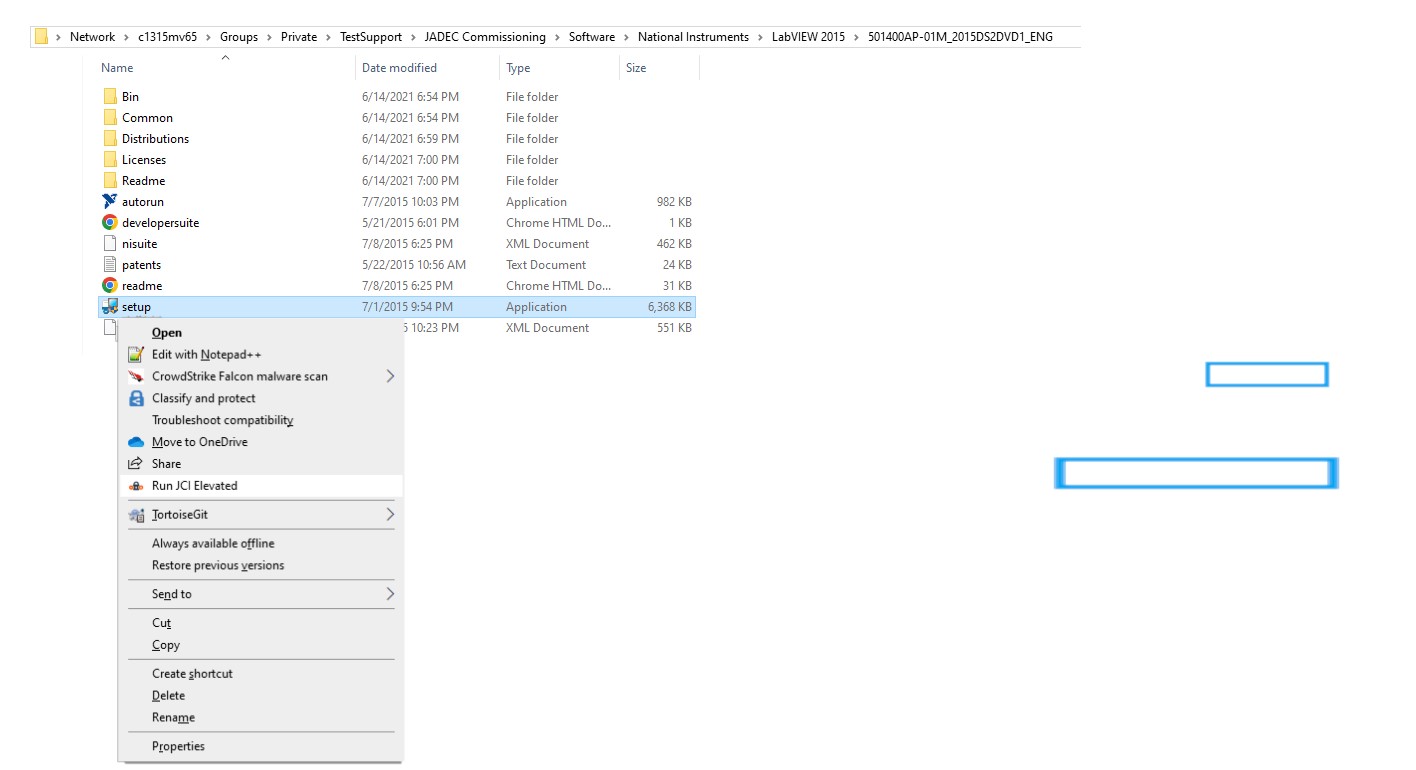 Network > c1315mv65 > Groups > Private > TestSupport > JADEC Commissioning > Software > National Instruments > LabVIEW 2015 > 501400AP-01M_2015DS2DVD1_ENG
Name Date modified Type Size
Bin 6/14/2021 6:54 PM File folder
Common 6/14/2021 6:54 PM File folder
Distributions 6/14/2021 6:59 PM File folder
Licenses 6/14/2021 7:00 PM File folder
Readme 6/14/2021 7:00 PM File folder
autorun 7/7/2015 10:03 PM Application 982 KB
developersuite 5/21/2015 6:01 PM Chrome HTML Do... 1 KB
nisuite 7/8/2015 6:25 PM XML Document 462 KB
patents 5/22/2015 10:56 AM Text Document 24 KB
readme 7/8/2015 6:25 PM Chrome HTML Do... 31 KB
setup 7/1/2015 9:54 PM Application 6,368 KB
10:23 PM XML Document 551 KB
Open
Edit with Notepad++
CrowdStrike Falcon malware scan
Classify and protect
Troubleshoot compatibility
Move to OneDrive
Share
Run JCI Elevated
TortoiseGit
Always available offline
Restore previous versions
Send to
Cut
Copy
Create shortcut
Delete
Rename
Properties